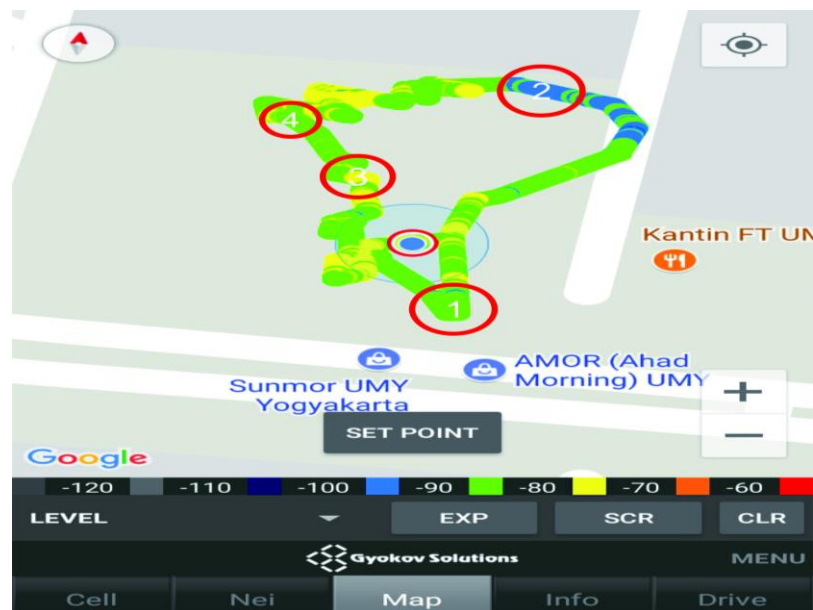 2
4
3
Kantin FT UM
1
AMOR (Ahad
Morning) UMY
Sunmor UMY
Yogyakarta
+
SET POINT
−
Google
-120 -110 -100 -90 -80 -70 -60
LEVEL EXP SCR CLR
Gyokov Solutions MENU
Cell Nei Map Info Drive